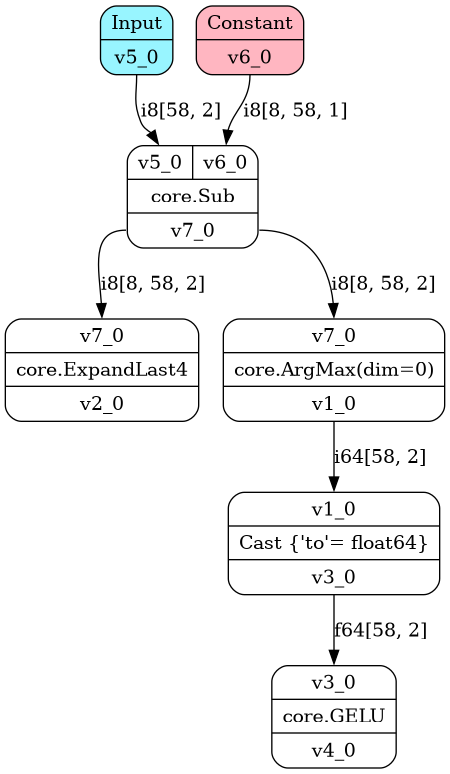 Input
v5_0
Constant
v6_0
i8[58, 2]
i8[8, 58, 1]
v5_0
v6_0
core.Sub
v7_0
i8[8, 58, 2]
i8[8, 58, 2]
v7_0
core.ExpandLast4
v2_0
v7_0
core.ArgMax(dim=0)
v1_0
i64[58, 2]
v1_0
Cast {'to'= float64}
v3_0
f64[58, 2]
v3_0
core.GELU
v4_0